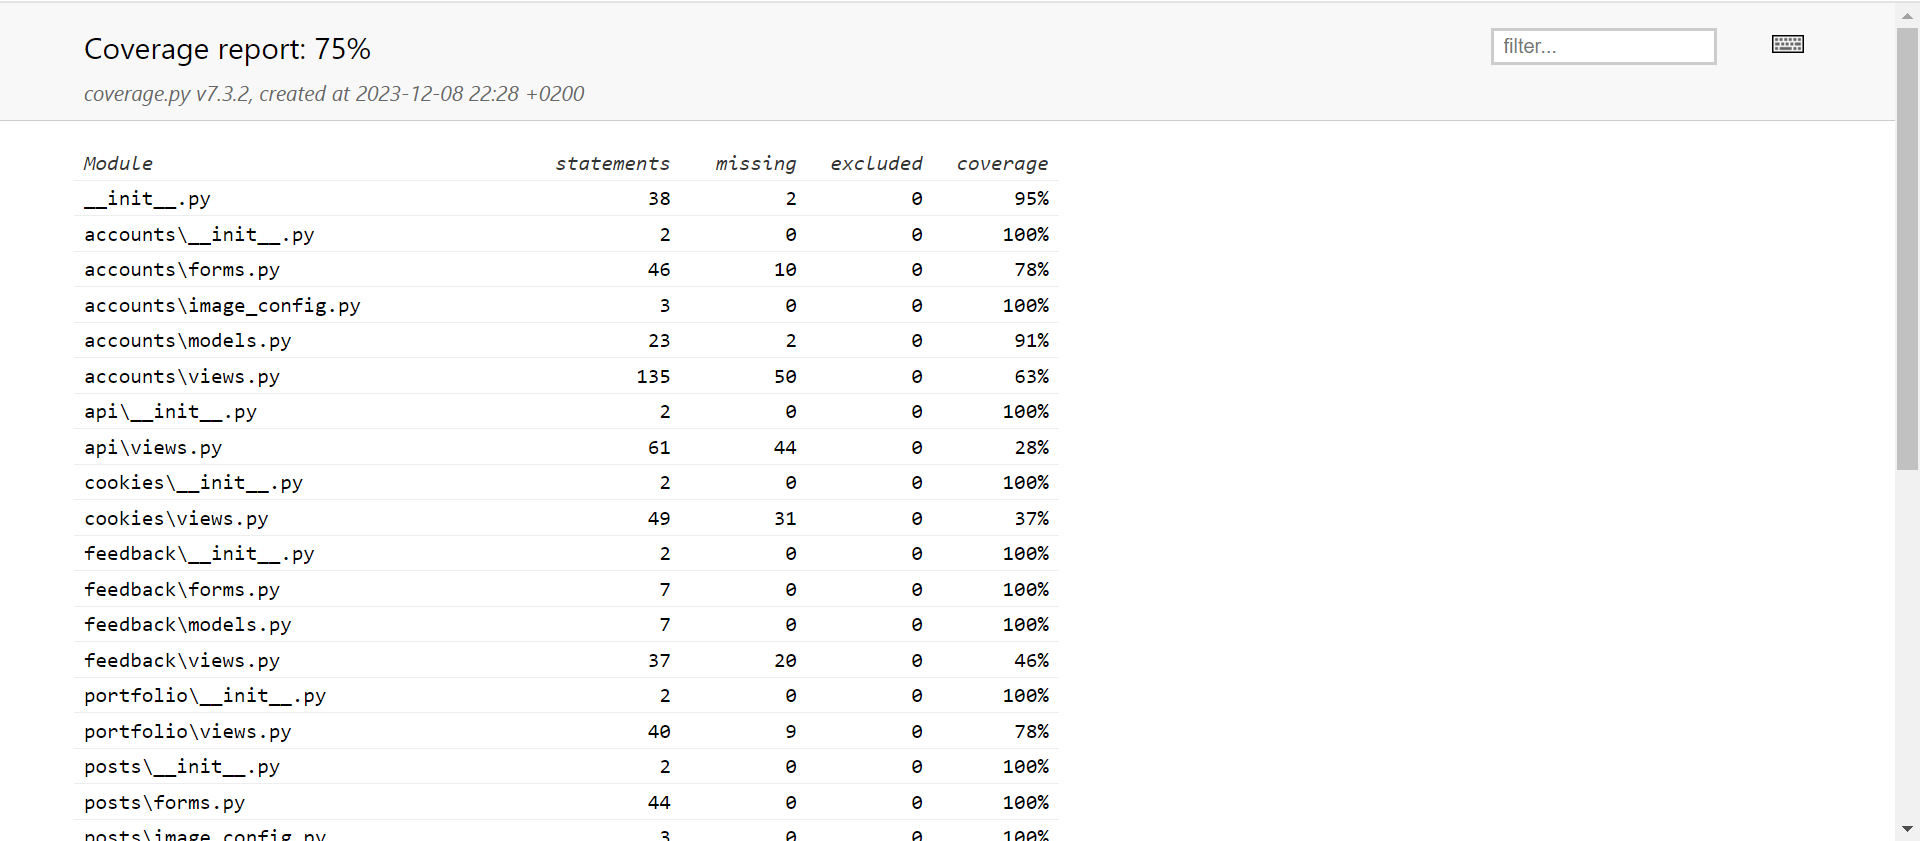 Coverage report: 75%
filter...
coverage.py v7.3.2, created at 2023-12-08 22:28 +0200
Module statements missing excluded coverage
__init__.py 38 2 0 95%
accounts\__init__.py 2 0 0 100%
accounts\forms.py 46 10 0 78%
accounts\image_config.py 3 0 0 100%
accounts\models.py 23 2 0 91%
accounts\views.py 135 50 0 63%
api\__init__.py 2 0 0 100%
api\views.py 61 44 0 28%
cookies\__init__.py 2 0 0 100%
cookies\views.py 49 31 0 37%
feedback\__init__.py 2 0 0 100%
feedback\forms.py 7 0 0 100%
feedback\models.py 7 0 0 100%
feedback\views.py 37 20 0 46%
portfolio\__init__.py 2 0 0 100%
portfolio\views.py 40 9 0 78%
posts\__init__.py 2 0 0 100%
posts\forms.py 44 0 0 100%
posts\image_config.py 3 0 0 100%